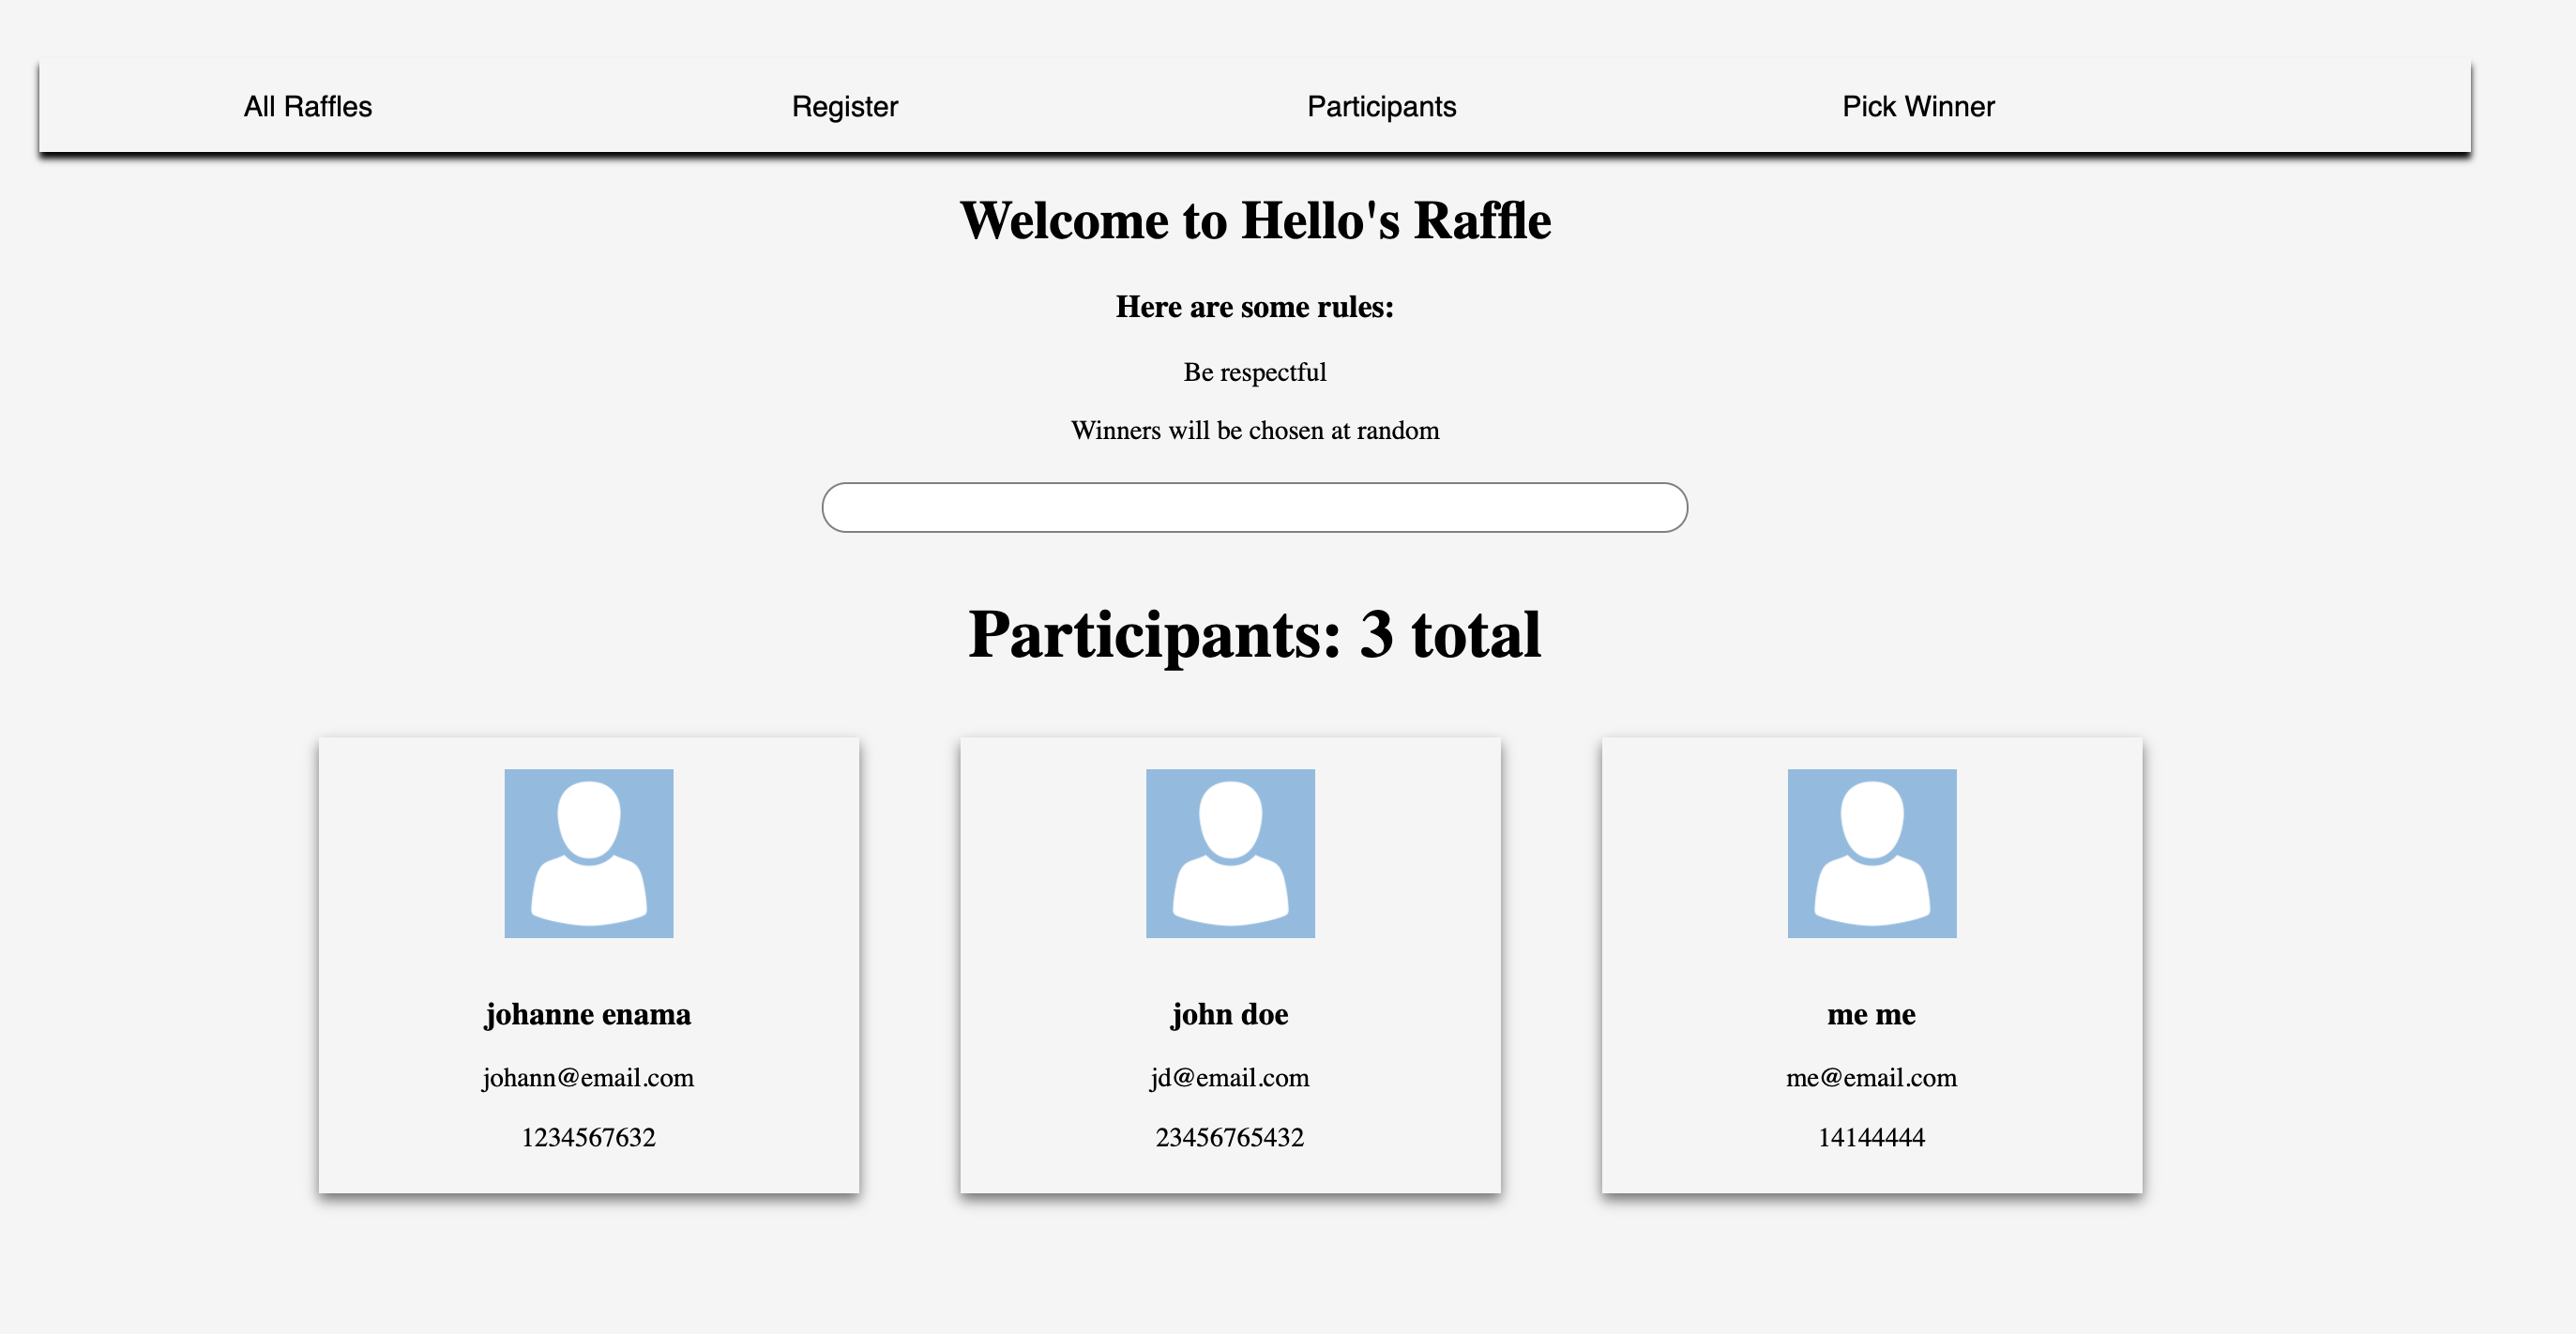 All Raffles Register Participants Pick Winner
Welcome to Hello's Raffle
Here are some rules:
Be respectful
Winners will be chosen at random
Participants: 3 total
johanne enama
johann@email.com
1234567632
john doe
jd@email.com
23456765432
me me
me@email.com
14144444